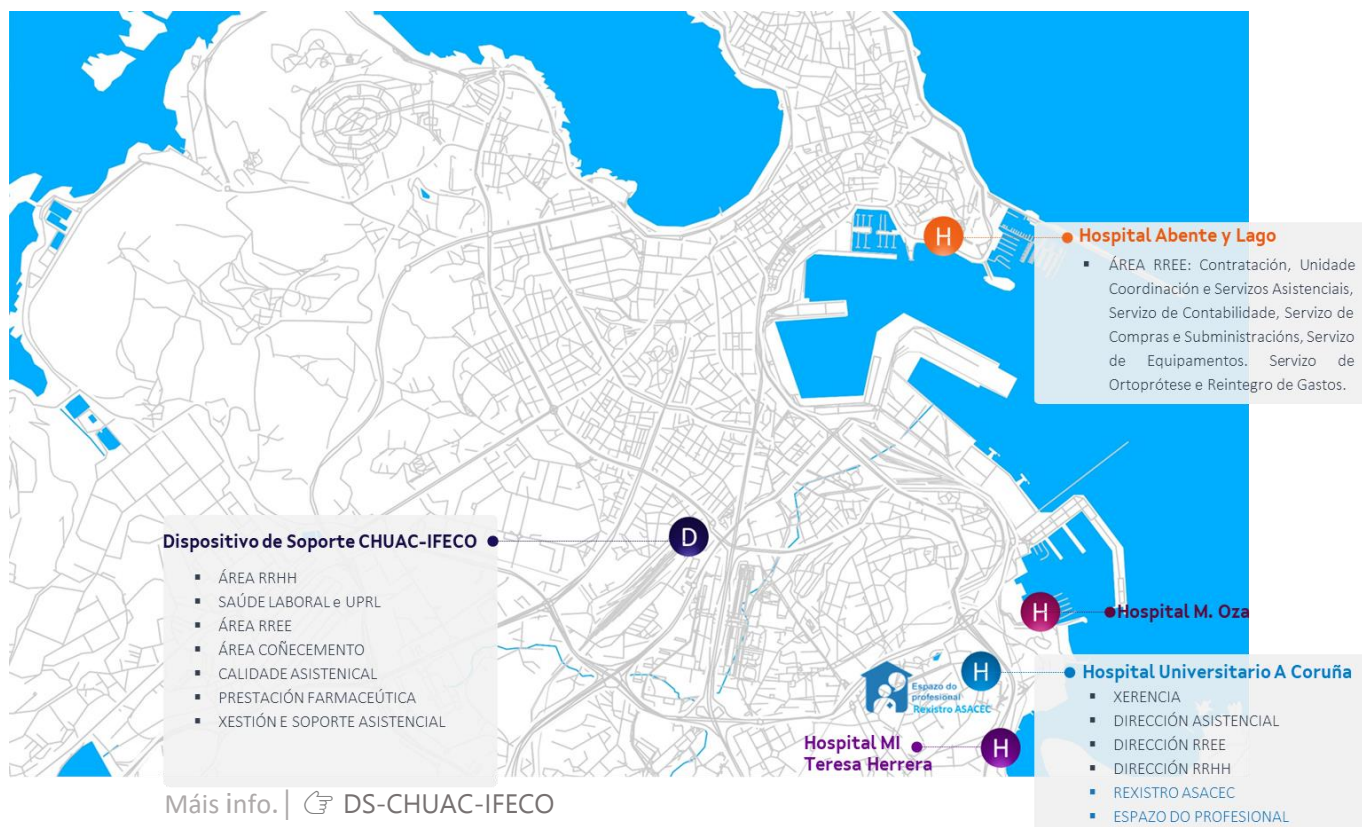 H
Hospital Abente y Lago
▪ ÁREA RREE: Contratación, Unidade
Coordinación e Servizos Asistenciais,
Servizo de Contabilidade, Servizo de
Compras e Subministracións, Servizo
de Equipamentos. Servizo de
Ortoprótese e Reintegro de Gastos.
D
Dispositivo de Soporte CHUAC-IFECO
▪ ÁREA RRHH
▪ SAÚDE LABORAL e UPRL
▪ ÁREA RREE
▪ ÁREA COÑECEMENTO
▪ CALIDADE ASISTENICAL
▪ PRESTACIÓN FARMACEÚTICA
▪ XESTIÓN E SOPORTE ASISTENCIAL
H
Hospital M. Oza
H
Espazo do
profesional
Rexistro ASACEC
Hospital Universitario A Coruña
▪ XERENCIA
▪ DIRECCIÓN ASISTENCIAL
▪ DIRECCIÓN RREE
▪ DIRECCIÓN RRHH
▪ REXISTRO ASACEC
▪ ESPAZO DO PROFESIONAL
H
Hospital MI
Teresa Herrera
Máis info. | ☞ DS-CHUAC-IFECO